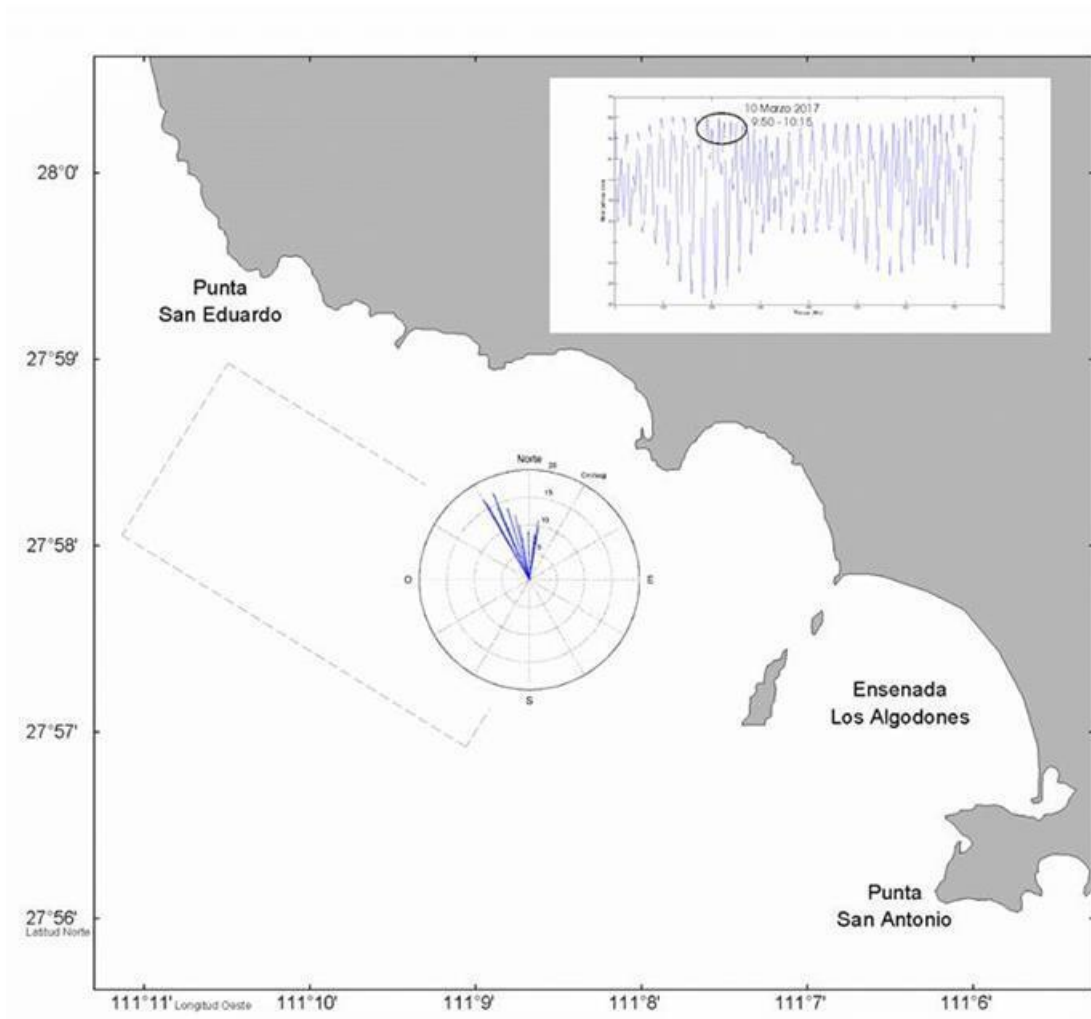 10 Marzo 2017
9:50 - 10:15
28°0'
Punta
San Eduardo
27°59'
Norte
20
Cm/seg
15
10
5
27°58'
O
E
S
Ensenada
Los Algodones
27°57'
Punta
San Antonio
27°56'
Latitud Norte
111°11'
Longitud Oeste
111°10'
111°9'
111°8'
111°7'
111°6'